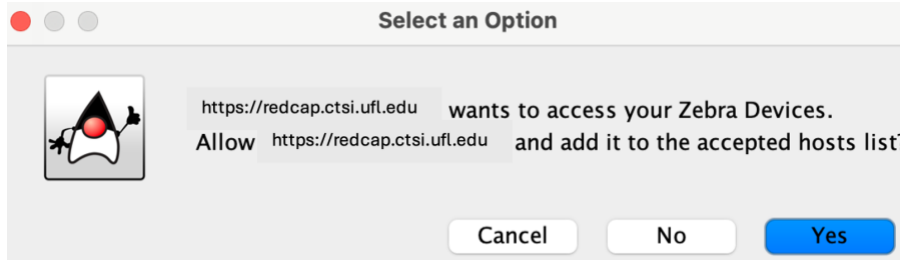 Select an Option
https://redcap.ctsi.ufl.edu wants to access your Zebra Devices.
Allow https://redcap.ctsi.ufl.edu and add it to the accepted hosts list?
Cancel No Yes